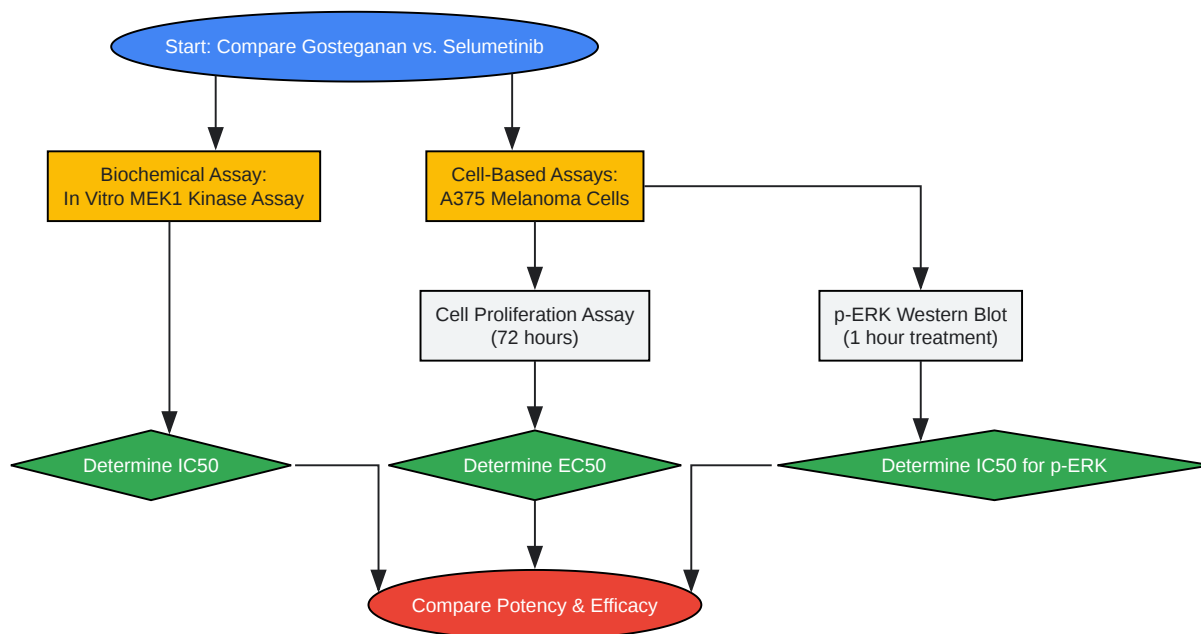 Start: Compare Gosteganan vs. Selumetinib
Biochemical Assay:
In Vitro MEK1 Kinase Assay
Cell-Based Assays:
A375 Melanoma Cells
Cell Proliferation Assay
(72 hours)
p-ERK Western Blot
(1 hour treatment)
Determine IC50
Determine EC50
Determine IC50 for p-ERK
Compare Potency & Efficacy